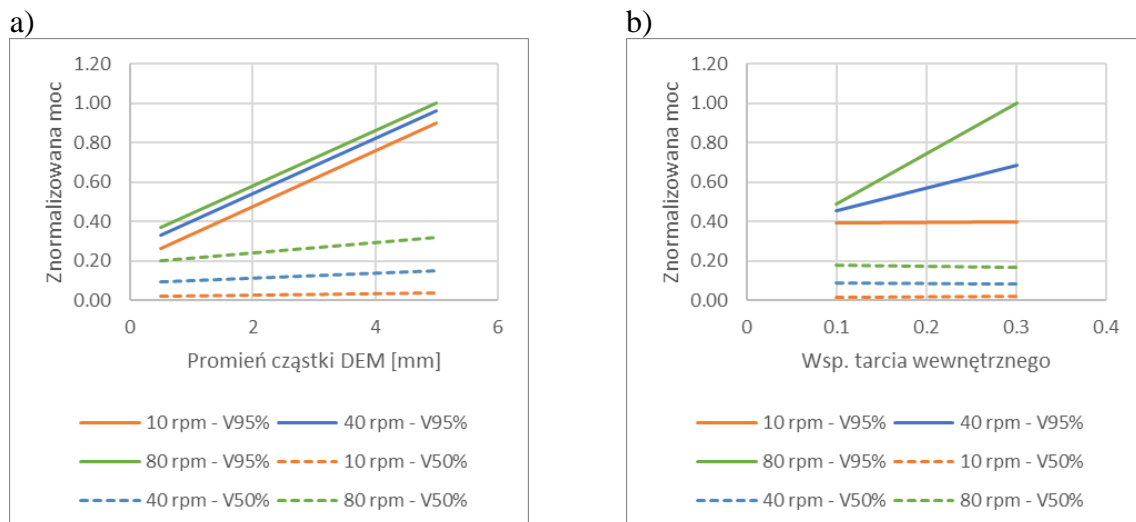 a)
1.20
1.00
0.80
0.60
0.40
0.20
0.00
Znormalizowana moc
0 2 4 6
Promień cząstki DEM [mm]
10 rpm - V95% 40 rpm - V95%
80 rpm - V95% 10 rpm - V50%
40 rpm - V50% 80 rpm - V50%
b)
1.20
1.00
0.80
0.60
0.40
0.20
0.00
Znormalizowana moc
0 0.1 0.2 0.3 0.4
Wsp. tarcia wewnętrznego
10 rpm - V95% 40 rpm - V95%
80 rpm - V95% 10 rpm - V50%
40 rpm - V50% 80 rpm - V50%